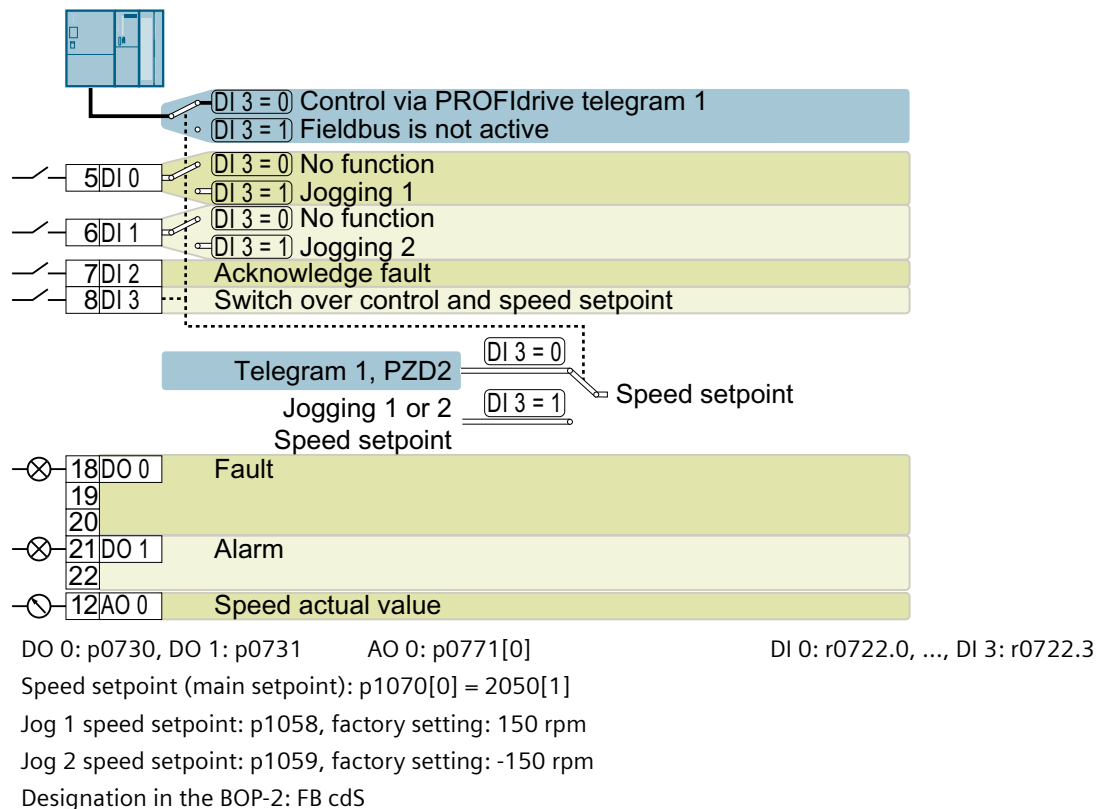 DI 3 = 0 Control via PROFIdrive telegram 1
DI 3 = 1 Fieldbus is not active
5 DI 0 DI 3 = 0 No function
DI 3 = 1 Jogging 1
6 DI 1 DI 3 = 0 No function
DI 3 = 1 Jogging 2
7 DI 2 Acknowledge fault
8 DI 3 Switch over control and speed setpoint
Telegram 1, PZD2 DI 3 = 0
Speed setpoint
Jogging 1 or 2 DI 3 = 1
Speed setpoint
18 DO 0 Fault
19
20
21 DO 1 Alarm
22
12 AO 0 Speed actual value
DO 0: p0730, DO 1: p0731 AO 0: p0771[0] DI 0: r0722.0, ..., DI 3: r0722.3
Speed setpoint (main setpoint): p1070[0] = 2050[1]
Jog 1 speed setpoint: p1058, factory setting: 150 rpm
Jog 2 speed setpoint: p1059, factory setting: -150 rpm
Designation in the BOP-2: FB cdS